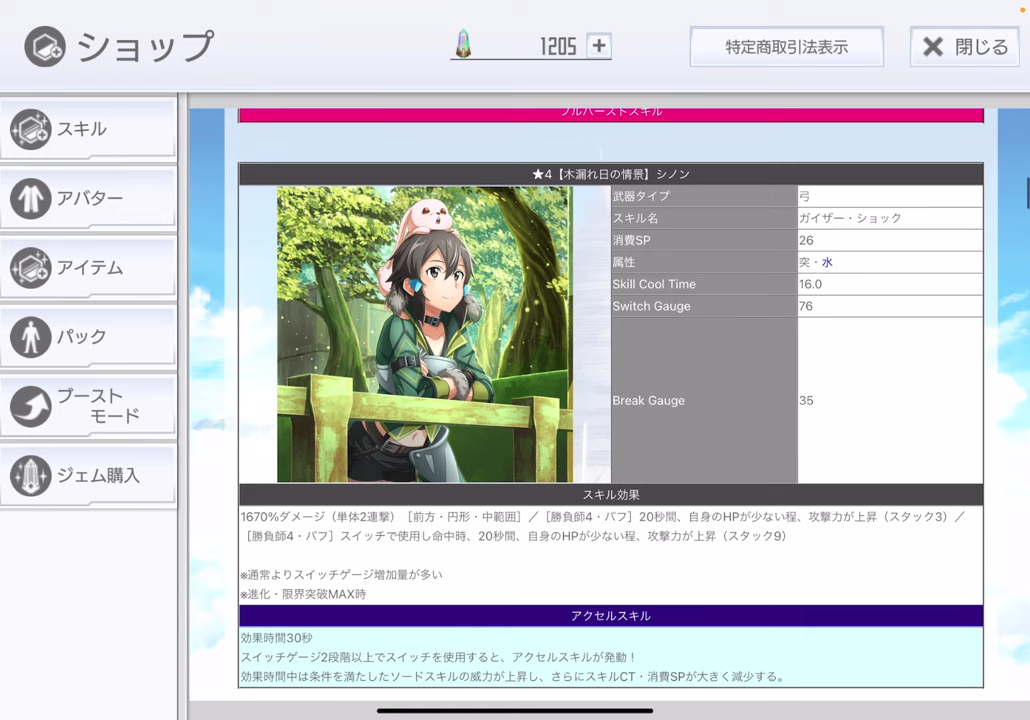 ショップ
1205
特定商取引法表示
閉じる
スキル
アバター
アイテム
パック
ブースト
モード
ジェム購入
フルバーストスキル
★4【木漏れ日の情景】シノン
武器タイプ 弓
スキル名 ガイザー・ショック
消費SP 26
属性 突・水
Skill Cool Time 16.0
Switch Gauge 76
Break Gauge 35
スキル効果
1670%ダメージ（単体2連撃）［前方・円形・中範囲］／［勝負師4・バフ］20秒間、自身のHPが少ない程、攻撃力が上昇（スタック3）／
［勝負師4・バフ］スイッチで使用し命中時、20秒間、自身のHPが少ない程、攻撃力が上昇（スタック9）
※通常よりスイッチゲージ増加量が多い
※進化・限界突破MAX時
アクセルスキル
効果時間30秒
スイッチゲージ2段階以上でスイッチを使用すると、アクセルスキルが発動！
効果時間中は条件を満たしたソードスキルの威力が上昇し、さらにスキルCT・消費SPが大きく減少する。